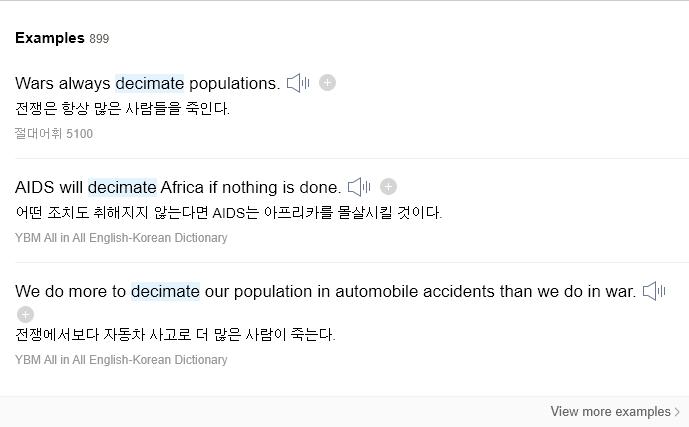 Examples 899
Wars always decimate populations.
전쟁은 항상 많은 사람들을 죽인다.
절대어휘 5100
AIDS will decimate Africa if nothing is done.
어떤 조치도 취해지지 않는다면 AIDS는 아프리카를 몰살시킬 것이다.
YBM All in All English-Korean Dictionary
We do more to decimate our population in automobile accidents than we do in war.
전쟁에서보다 자동차 사고로 더 많은 사람이 죽는다.
YBM All in All English-Korean Dictionary
View more examples